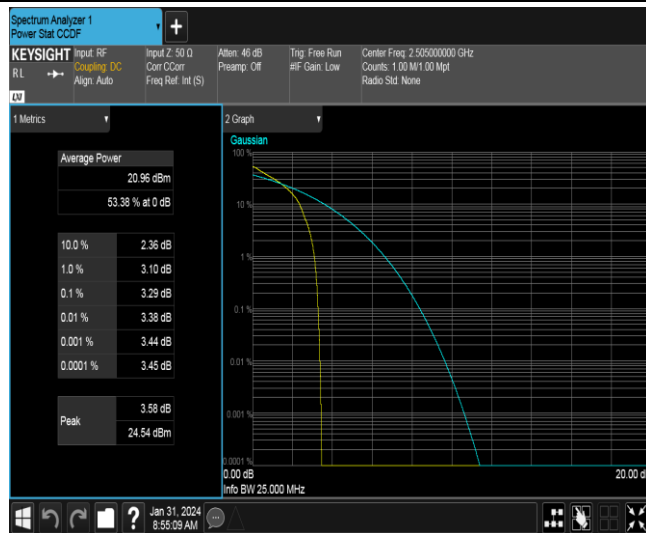 Spectrum Analyzer 1
Power Stat CCDF
+
KEYSIGHT
RL
Input: RF
Coupling: DC
Align: Auto
Input Z: 50 Ω
Corr CCorr
Freq Ref: Int (S)
Atten: 46 dB
Preamp: Off
Trig: Free Run
#IF Gain: Low
Center Freq: 2.505000000 GHz
Counts: 1.00 M/1.00 Mpt
Radio Std: None
1 Metrics
Average Power
20.96 dBm
53.38 % at 0 dB
10.0 % 2.36 dB
1.0 % 3.10 dB
0.1 % 3.29 dB
0.01 % 3.38 dB
0.001 % 3.44 dB
0.0001 % 3.45 dB
Peak
3.58 dB
24.54 dBm
2 Graph
Gaussian
100 %
10 %
1 %
0.1 %
0.01 %
0.001 %
0.0001 %
0.00 dB
20.00 d
Info BW 25.000 MHz
?
Jan 31, 2024
8:55:09 AM